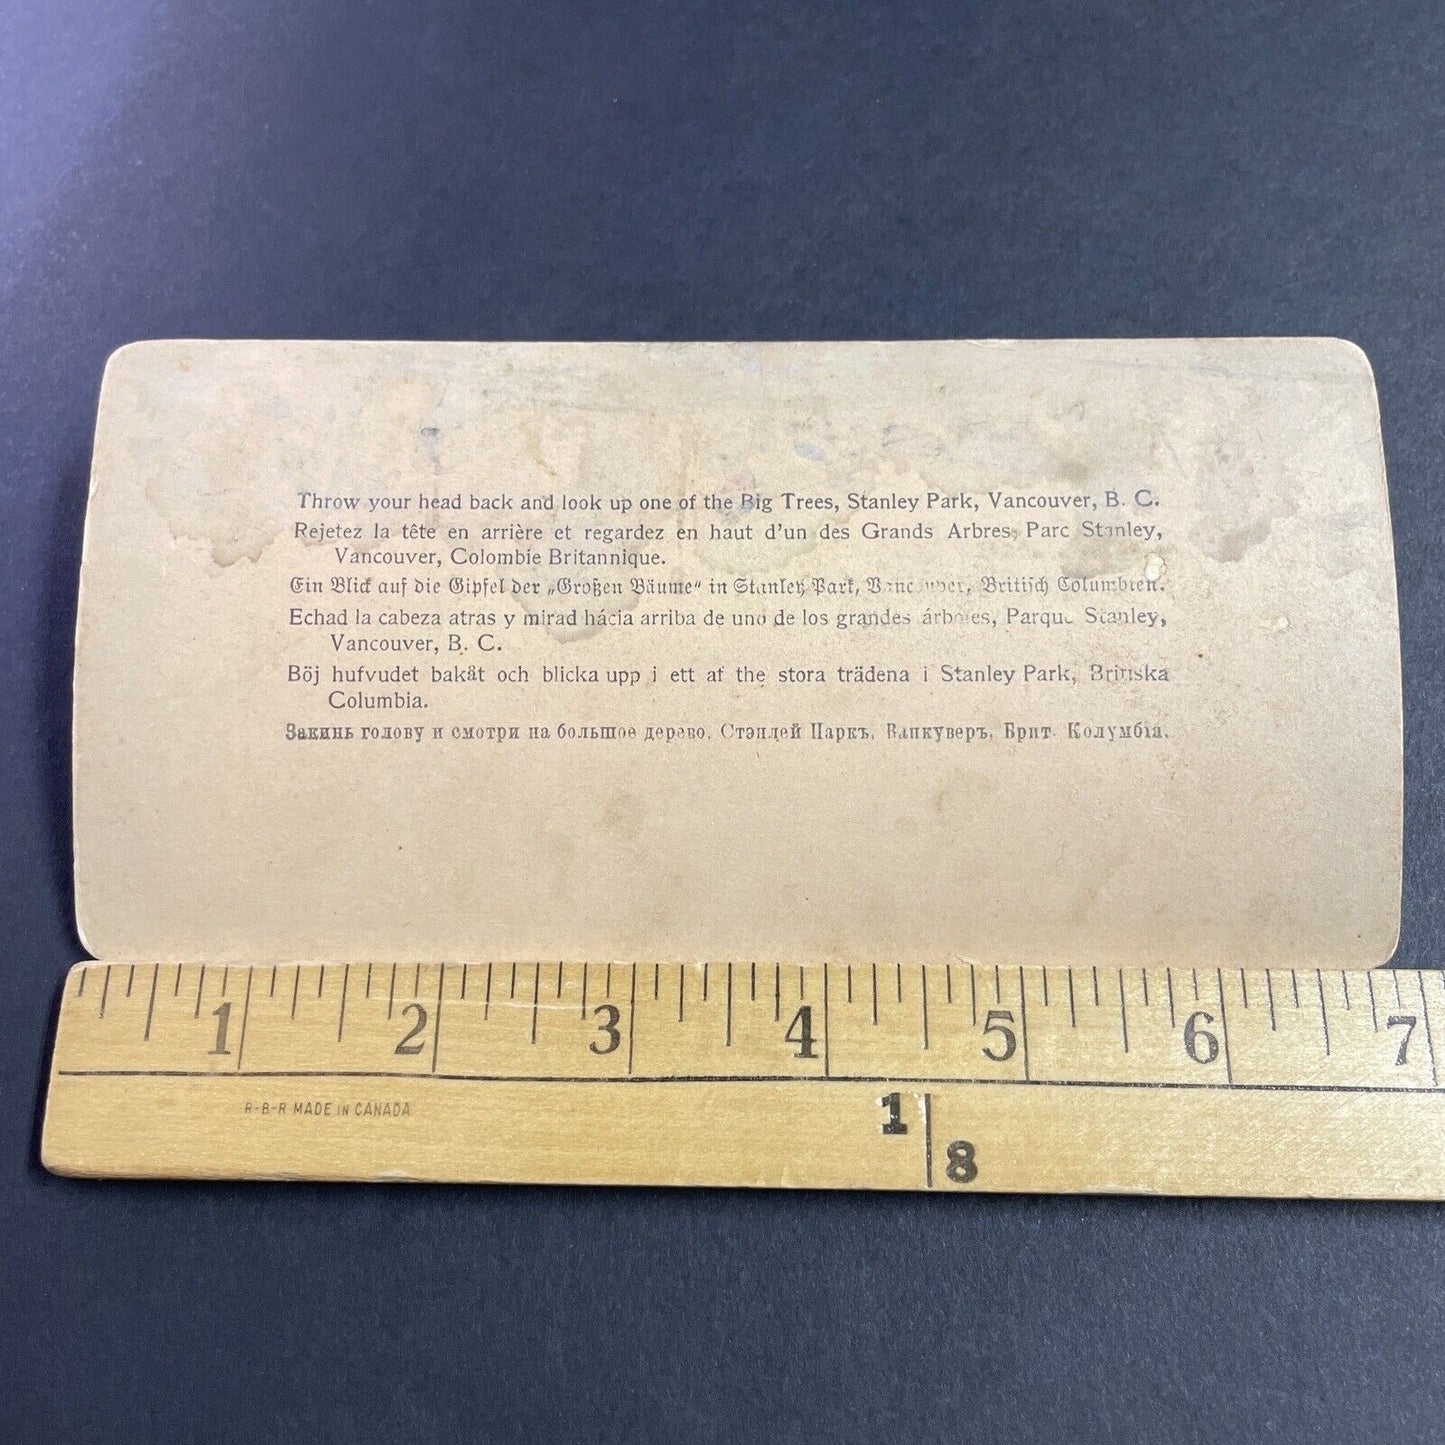 Throw your head back and look up one of the Big Trees, Stanley Park, Vancouver, B. C.
Rejetez la tête en arrière et regardez en haut d'un des Grands Arbres, Parc Stanley,
Vancouver, Colombie Britannique.
Ein Blick auf die Gipfel der „Großen Bäume" in Stanley Park, Vancouver, Britisch Columbien.
Echad la cabeza atras y mirad hácia arriba de uno de los grandes árboles, Parque Stanley,
Vancouver, B. C.
Böj hufvudet bakåt och blicka upp i ett af the stora trädena i Stanley Park, Brittska
Columbia.
Закинь голову и смотри на большое дерево. Стэнлей Паркъ. Ванкуверъ. Брит. Колумбіа.
1 2 3 4 5 6 7
R-B-R MADE IN CANADA
1
8